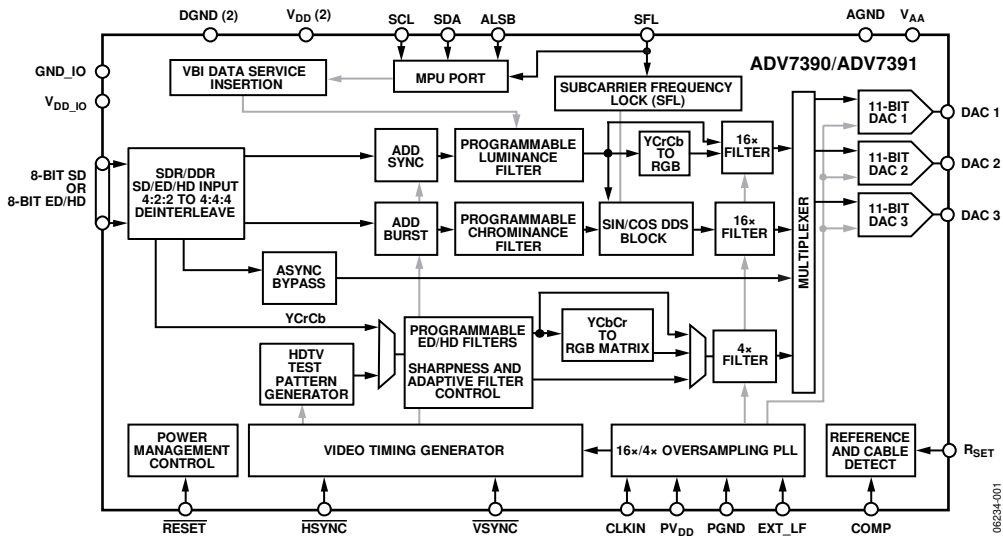 DGND (2)
VDD (2)
SCL
SDA
ALSB
SFL
AGND
VAA
GND_IO
VDD_IO
VBI DATA SERVICE
INSERTION
MPU PORT
SUBCARRIER FREQUENCY
LOCK (SFL)
ADV7390/ADV7391
8-BIT SD
OR
8-BIT ED/HD
SDR/DDR
SD/ED/HD INPUT
4:2:2 TO 4:4:4
DEINTERLEAVE
ADD
SYNC
PROGRAMMABLE
LUMINANCE
FILTER
YCrCb
TO
RGB
16×
FILTER
ADD
BURST
PROGRAMMABLE
CHROMINANCE
FILTER
SIN/COS DDS
BLOCK
16×
FILTER
MULTIPLEXER
11-BIT
DAC 1
DAC 1
11-BIT
DAC 2
DAC 2
11-BIT
DAC 3
DAC 3
ASYNC
BYPASS
YCrCb
HDTV
TEST
PATTERN
GENERATOR
PROGRAMMABLE
ED/HD FILTERS
SHARPNESS AND
ADAPTIVE FILTER
CONTROL
YCbCr
TO
RGB MATRIX
4×
FILTER
POWER
MANAGEMENT
CONTROL
VIDEO TIMING GENERATOR
16×/4× OVERSAMPLING PLL
REFERENCE
AND CABLE
DETECT
RSET
RESET
HSYNC
VSYNC
CLKIN
PVDD
PGND
EXT_LF
COMP
06234-001